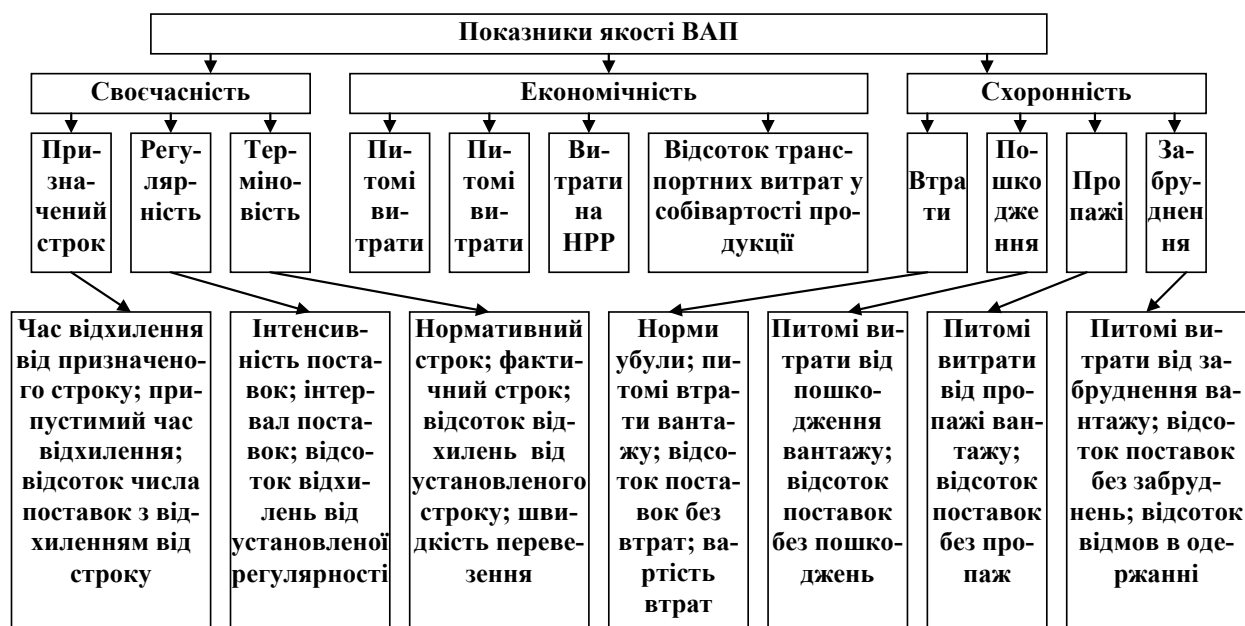 Показники якості ВАП
Своєчасність
Економічність
Схоронність
При-
зна-
чений
строк
Регу-
ляр-
ність
Тер-
міно-
вість
Пи-
томі
ви-
трати
Пи-
томі
ви-
трати
Ви-
трати
на
НРР
Відсоток транс-
портних витрат у
собівартості про-
дукції
Втра
ти
По-
шко
дже
ння
Про
пажі
За-
бру-
днен
ня
Час відхилення
від призначено-
го строку; при-
пустимий час
відхилення;
відсоток числа
поставок з від-
хиленням від
строку
Інтенсив-
ність поста-
вок; інтер-
вал поста-
вок; відсо-
ток відхи-
лень від
установленої
регулярності
Нормативний
строк; факти-
чний строк;
відсоток від-
хилень від
установленого
строку; шви-
дкість переве-
зення
Норми
убули; пи-
томі втра-
ти ванта-
жу; відсо-
ток поста-
вок без
втрат; ва-
ртість
втрат
Питомі ви-
трати від
пошко-
дження
вантажу;
відсоток
поставок
без пошко-
джень
Питомі
витрати
від про-
пажі ван-
тажу;
відсоток
поставок
без про-
паж
Питомі ви-
трати від за-
бруднення ва-
нтажу; відсо-
ток поставок
без забруд-
нень; відсоток
відмов в оде-
ржанні